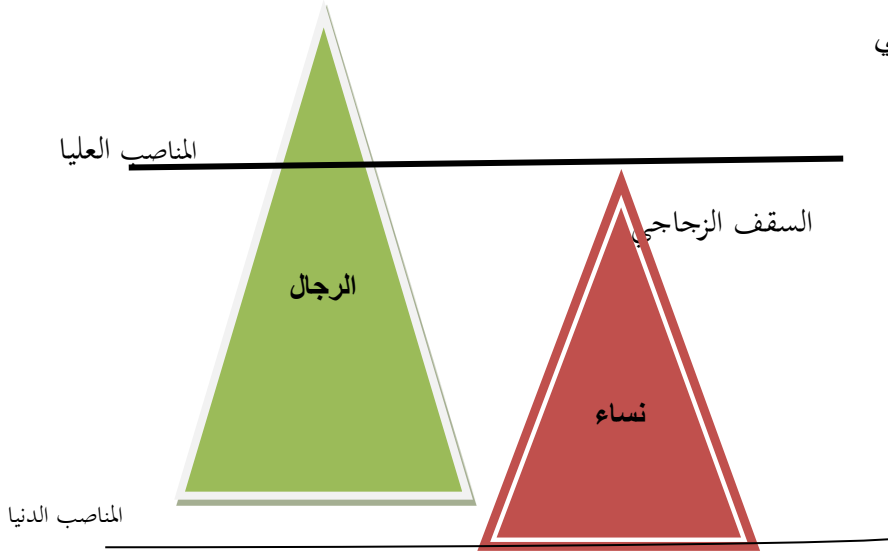 المناصب العليا
السقف الزجاجي
الرجال
نساء
المناصب الدنيا